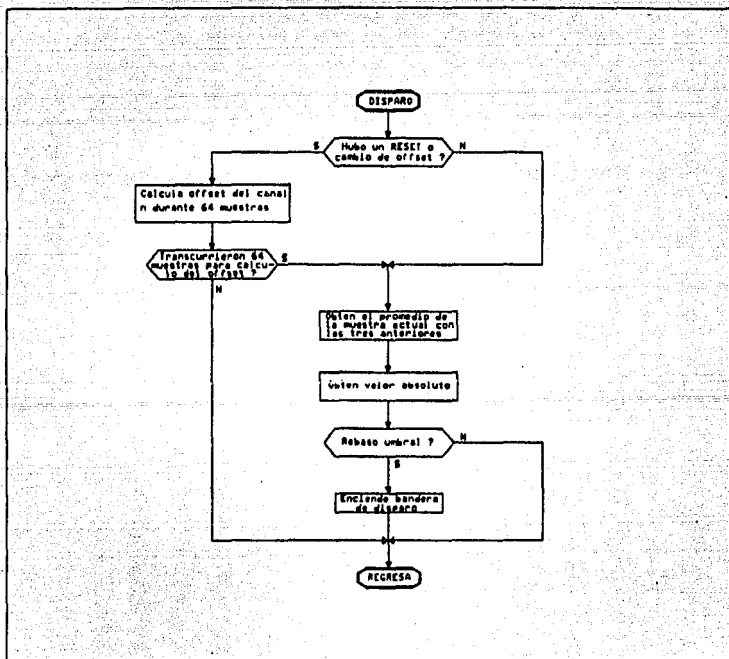 DISPARO
Hubo un RESET o
cambio de offset ?
S
N
Calcula offset del canal
n durante 64 muestras
Transcurrieron 64
muestras para calcu-
lo del offset ?
S
N
Obten el promedio de
la muestra actual con
las tres anteriores
Obten valor absoluto
Rebaso umbral ?
N
S
Enciende bandera
de disparo
REGRESA